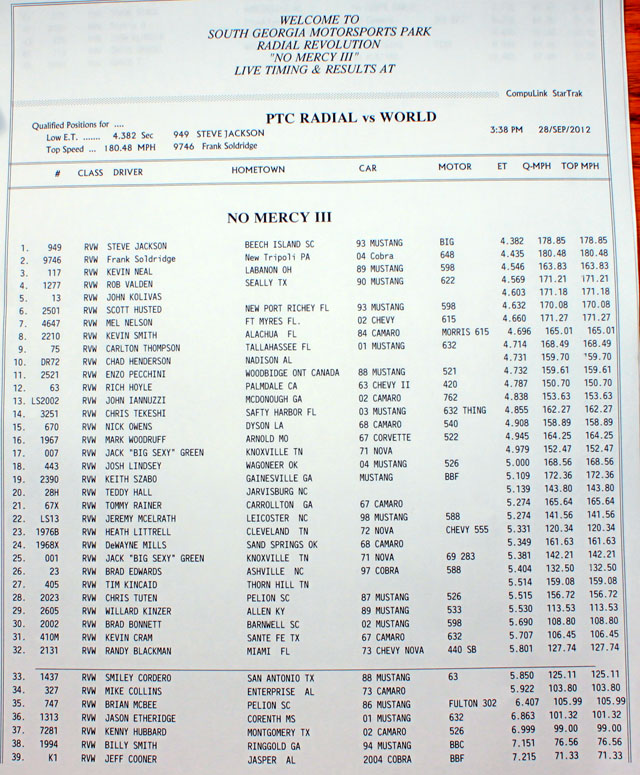 WELCOME TO
SOUTH GEORGIA MOTORSPORTS PARK
RADIAL REVOLUTION
"NO MERCY III"
LIVE TIMING & RESULTS AT
CompuLink StarTrak
Qualified Positions for .... PTC RADIAL vs WORLD
Low E.T. ....... 4.382 Sec 949 STEVE JACKSON 3:38 PM 28/SEP/2012
Top Speed ... 180.48 MPH 9746 Frank Soldridge
# CLASS DRIVER HOMETOWN CAR MOTOR ET Q-MPH TOP MPH
NO MERCY III
1. 949 RVW STEVE JACKSON BEECH ISLAND SC 93 MUSTANG BIG 4.382 178.85 178.85
2. 9746 RVW Frank Soldridge New Tripoli PA 04 Cobra 648 4.435 180.48 180.48
3. 117 RVW KEVIN NEAL LABANON OH 89 MUSTANG 598 4.546 163.83 163.83
4. 1277 RVW ROB VALDEN SEALLY TX 90 MUSTANG 622 4.569 171.21 171.21
5. 13 RVW JOHN KOLIVAS 4.603 171.18 171.18
6. 2501 RVW SCOTT HUSTED NEW PORT RICHEY FL 93 MUSTANG 598 4.632 170.08 170.08
7. 4647 RVW MEL NELSON FT MYRES FL. 02 CHEVY 615 4.660 171.27 171.27
8. 2210 RVW KEVIN SMITH ALACHUA FL 84 CAMARO MORRIS 615 4.696 165.01 165.01
9. 75 RVW CARLTON THOMPSON TALLAHASSEE FL 01 MUSTANG 632 4.714 168.49 168.49
10. DR72 RVW CHAD HENDERSON NADISON AL 4.731 159.70 159.70
11. 2521 RVW ENZO PECCHINI WOODBIDGE ONT CANADA 88 MUSTANG 521 4.732 159.61 159.61
12. 63 RVW RICH HOYLE PALMDALE CA 63 CHEVY II 420 4.787 150.70 150.70
13. LS2002 RVW JOHN IANNUZZI MCDONOUGH GA 02 CAMARO 762 4.838 153.63 153.63
14. 3251 RVW CHRIS TEKESHI SAFTY HARBOR FL 03 MUSTANG 632 THING 4.855 162.27 162.27
15. 670 RVW NICK OWENS DYSON LA 68 CAMARO 540 4.908 158.89 158.89
16. 1967 RVW MARK WOODRUFF ARNOLD MO 67 CORVETTE 522 4.945 164.25 164.25
17. 007 RVW JACK "BIG SEXY" GREEN KNOXVILLE TN 71 NOVA 4.979 152.47 152.47
18. 443 RVW JOSH LINDSEY WAGONEER OK 04 MUSTANG 526 5.000 168.56 168.56
19. 2390 RVW KEITH SZABO GAINESVILLE GA MUSTANG BBF 5.109 172.36 172.36
20. 28H RVW TEDDY HALL JARVISBURG NC 5.139 143.80 143.80
21. 67X RVW TOMMY RAINER CARROLLTON GA 67 CAMARO 5.274 165.64 165.64
22. LS13 RVW JEREMY MCELRATH LEICESTER NC 98 MUSTANG 588 5.274 141.56 141.56
23. 1976B RVW HEATH LITTRELL CLEVELAND TN 72 NOVA CHEVY 555 5.331 120.34 120.34
24. 1968X RVW DeWAYNE MILLS SAND SPRINGS OK 68 CAMARO 5.349 161.63 161.63
25. 001 RVW JACK "BIG SEXY" GREEN KNOXVILLE TN 71 NOVA 69 283 5.381 142.21 142.21
26. 23 RVW BRAD EDWARDS ASHVILLE NC 97 COBRA 588 5.404 132.50 132.50
27. 405 RVW TIM KINCAID THORN HILL TN 5.514 159.08 159.08
28. 2023 RVW CHRIS TUTEN PELION SC 87 MUSTANG 526 5.515 156.72 156.72
29. 2605 RVW WILLARD KINZER ALLEN KY 89 MUSTANG 533 5.530 113.53 113.53
30. 2002 RVW BRAD BONNETT BARNWELL SC 02 MUSTANG 598 5.690 108.80 108.80
31. 410M RVW KEVIN CRAM SANTE FE TX 67 CAMARO 632 5.707 106.45 106.45
32. 2131 RVW RANDY BLACKMAN MIAMI FL 73 CHEVY NOVA 440 SB 5.801 127.74 127.74
33. 1437 RVW SMILEY CORDERO SAN ANTONIO TX 88 MUSTANG 63 5.850 125.11 125.11
34. 327 RVW MIKE COLLINS ENTERPRISE AL 73 CAMARO 5.922 103.80 103.80
35. 747 RVW BRIAN MCBEE PELION SC 87 MUSTANG FULTON 302 6.407 105.99 105.99
36. 1313 RVW JASON ETHERIDGE CORENTH MS 01 MUSTANG 632 6.863 101.32 101.32
37. 7281 RVW KENNY HUBBARD MONTGOMERY TX 02 CAMARO 526 6.999 99.00 99.00
38. 1994 RVW BILLY SMITH RINGGOLD GA 94 MUSTANG BBC 7.151 76.56 76.56
39. K1 RVW JEFF COONER JASPER AL 2004 COBRA BBF 7.215 71.33 71.33